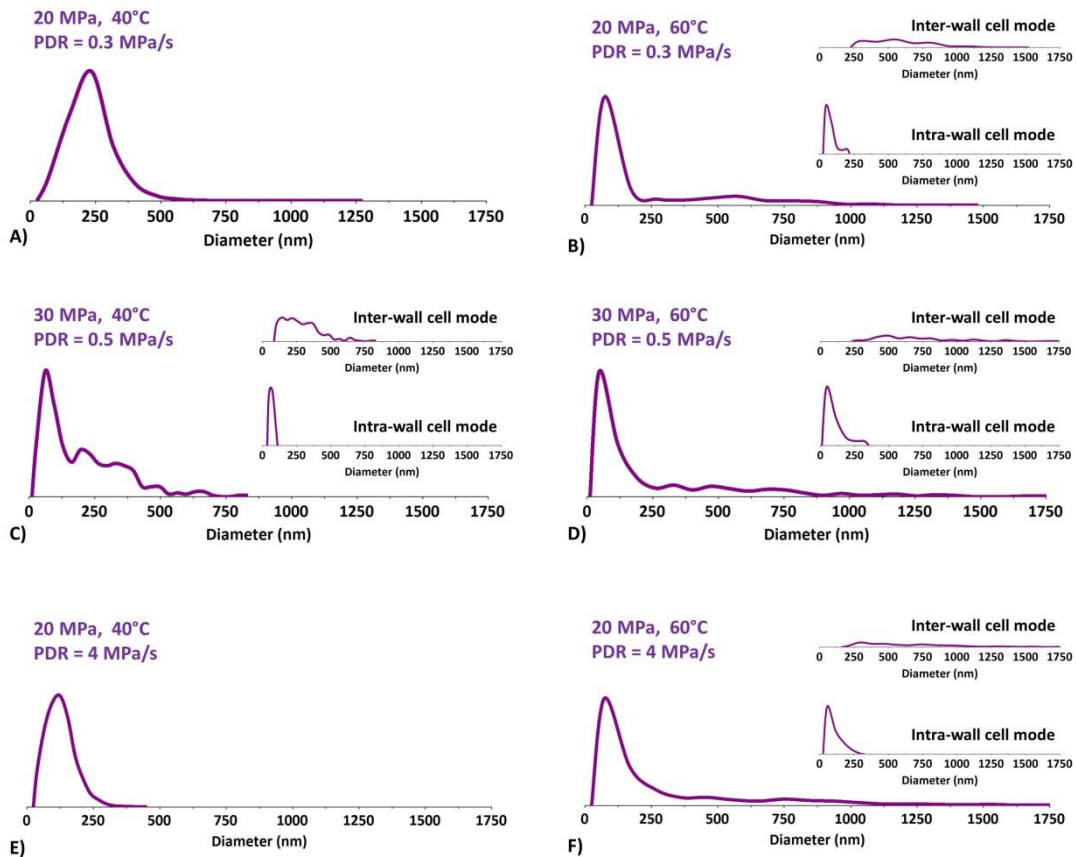 20 MPa, 40°C
PDR = 0.3 MPa/s
0 250 500 750 1000 1250 1500 1750
Diameter (nm)
A)
20 MPa, 60°C
PDR = 0.3 MPa/s
Inter-wall cell mode
0 250 500 750 1000 1250 1500 1750
Diameter (nm)
Intra-wall cell mode
0 250 500 750 1000 1250 1500 1750
Diameter (nm)
0 250 500 750 1000 1250 1500 1750
Diameter (nm)
B)
30 MPa, 40°C
PDR = 0.5 MPa/s
Inter-wall cell mode
0 250 500 750 1000 1250 1500 1750
Diameter (nm)
Intra-wall cell mode
0 250 500 750 1000 1250 1500 1750
Diameter (nm)
0 250 500 750 1000 1250 1500 1750
Diameter (nm)
C)
30 MPa, 60°C
PDR = 0.5 MPa/s
Inter-wall cell mode
0 250 500 750 1000 1250 1500 1750
Diameter (nm)
Intra-wall cell mode
0 250 500 750 1000 1250 1500 1750
Diameter (nm)
0 250 500 750 1000 1250 1500 1750
Diameter (nm)
D)
20 MPa, 40°C
PDR = 4 MPa/s
0 250 500 750 1000 1250 1500 1750
Diameter (nm)
E)
20 MPa, 60°C
PDR = 4 MPa/s
Inter-wall cell mode
0 250 500 750 1000 1250 1500 1750
Diameter (nm)
Intra-wall cell mode
0 250 500 750 1000 1250 1500 1750
Diameter (nm)
0 250 500 750 1000 1250 1500 1750
Diameter (nm)
F)